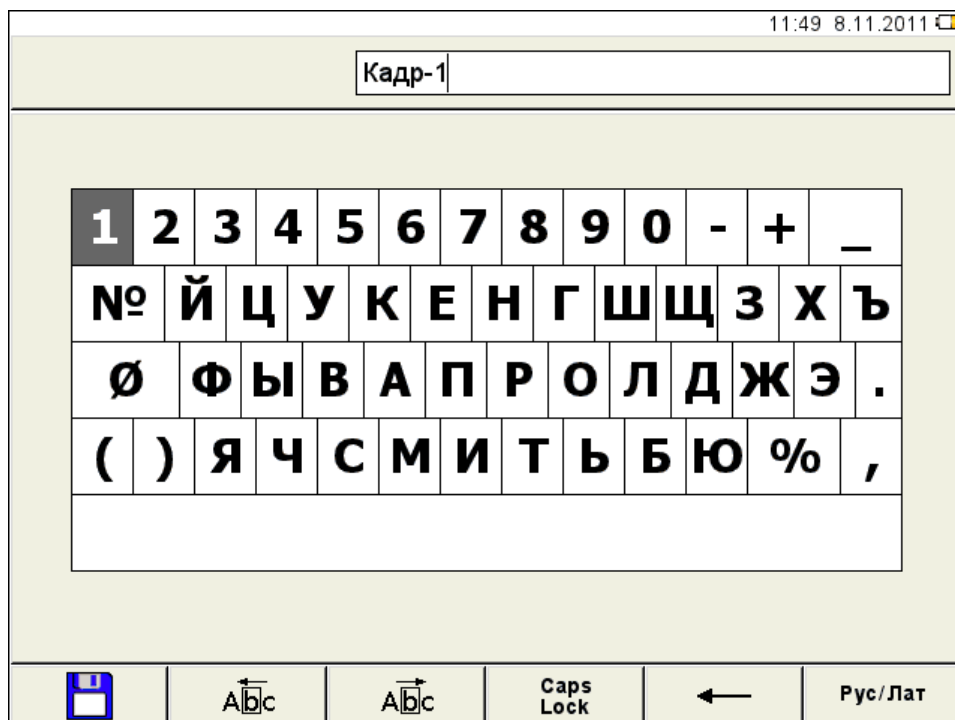 11:49 8.11.2011
Кадр-1
1 2 3 4 5 6 7 8 9 0 - + _
№ Й Ц У К Е Н Г Ш Щ З Х Ъ
Ø Ф Ы В А П Р О Л Д Ж Э .
( ) Я Ч С М И Т Ь Б Ю % ,
Abc Abc Caps Lock Рус/Лат